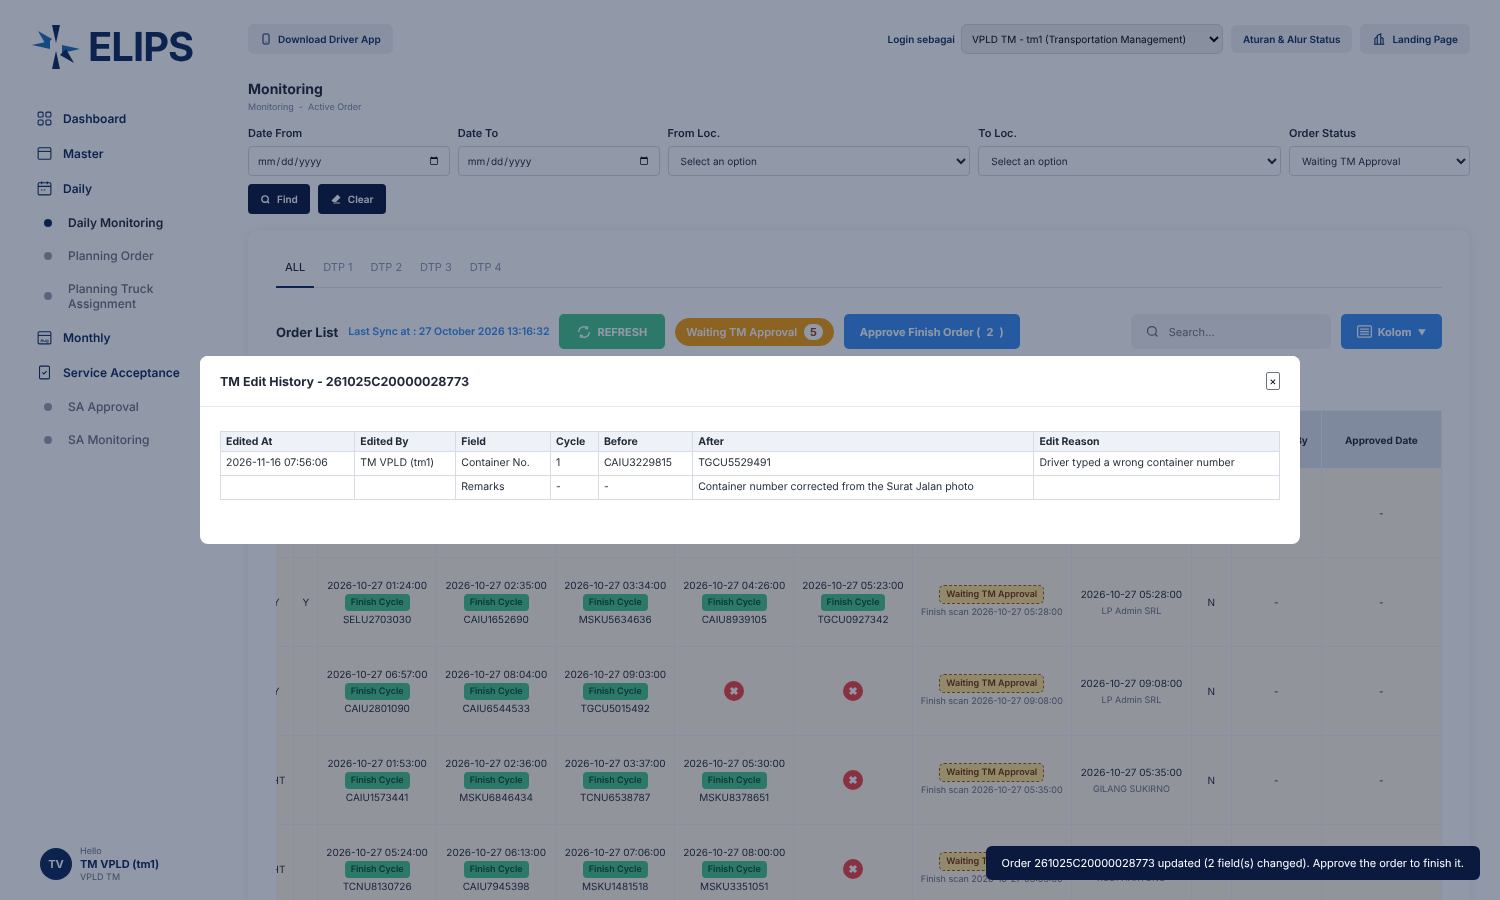 ELIPS
Download Driver App
Login sebagai
VPLD TM - tm1 (Transportation Management)
Aturan & Alur Status
Landing Page
Monitoring
Monitoring - Active Order
Dashboard
Master
Daily
Daily Monitoring
Planning Order
Planning Truck
Assignment
Monthly
Service Acceptance
SA Approval
SA Monitoring
Date From
Date To
From Loc.
To Loc.
Order Status
mm/dd/yyyy
mm/dd/yyyy
Select an option
Select an option
Waiting TM Approval
Find
Clear
ALL
DTP 1
DTP 2
DTP 3
DTP 4
Order List
Last Sync at : 27 October 2026 13:16:32
REFRESH
Waiting TM Approval 5
Approve Finish Order ( 2 )
Search...
Kolom ▼
TM Edit History - 261025C20000028773
×
Edited At Edited By Field Cycle Before After Edit Reason
2026-11-16 07:56:06 TM VPLD (tm1) Container No. 1 CAIU3229815 TGCU5529491 Driver typed a wrong container number
Remarks - - Container number corrected from the Surat Jalan photo
Approved Date
-
2026-10-27 01:24:00 2026-10-27 02:35:00 2026-10-27 03:34:00 2026-10-27 04:26:00 2026-10-27 05:23:00
Y Finish Cycle Finish Cycle Finish Cycle Finish Cycle Finish Cycle Waiting TM Approval 2026-10-27 05:28:00 N - -
SELU2703030 CAIU1652690 MSKU5634636 CAIU8939105 TGCU0927342 Finish scan 2026-10-27 05:28:00 LP Admin SRL
2026-10-27 06:57:00 2026-10-27 08:04:00 2026-10-27 09:03:00
Finish Cycle Finish Cycle Finish Cycle Waiting TM Approval 2026-10-27 09:08:00 N - -
CAIU2801090 CAIU6544533 TGCU5015492 Finish scan 2026-10-27 09:08:00 LP Admin SRL
2026-10-27 01:53:00 2026-10-27 02:36:00 2026-10-27 03:37:00 2026-10-27 05:30:00
Finish Cycle Finish Cycle Finish Cycle Finish Cycle Waiting TM Approval 2026-10-27 05:35:00 N - -
CAIU1573441 MSKU6846434 TCNU6538787 MSKU8378651 Finish scan 2026-10-27 05:35:00 GILANG SUKIRNO
2026-10-27 05:24:00 2026-10-27 06:13:00 2026-10-27 07:06:00 2026-10-27 08:00:00
Finish Cycle Finish Cycle Finish Cycle Finish Cycle
TCNU8130726 CAIU7945398 MSKU1481518 MSKU3351051
Order 261025C20000028773 updated (2 field(s) changed). Approve the order to finish it.
TV
Hello
TM VPLD (tm1)
VPLD TM